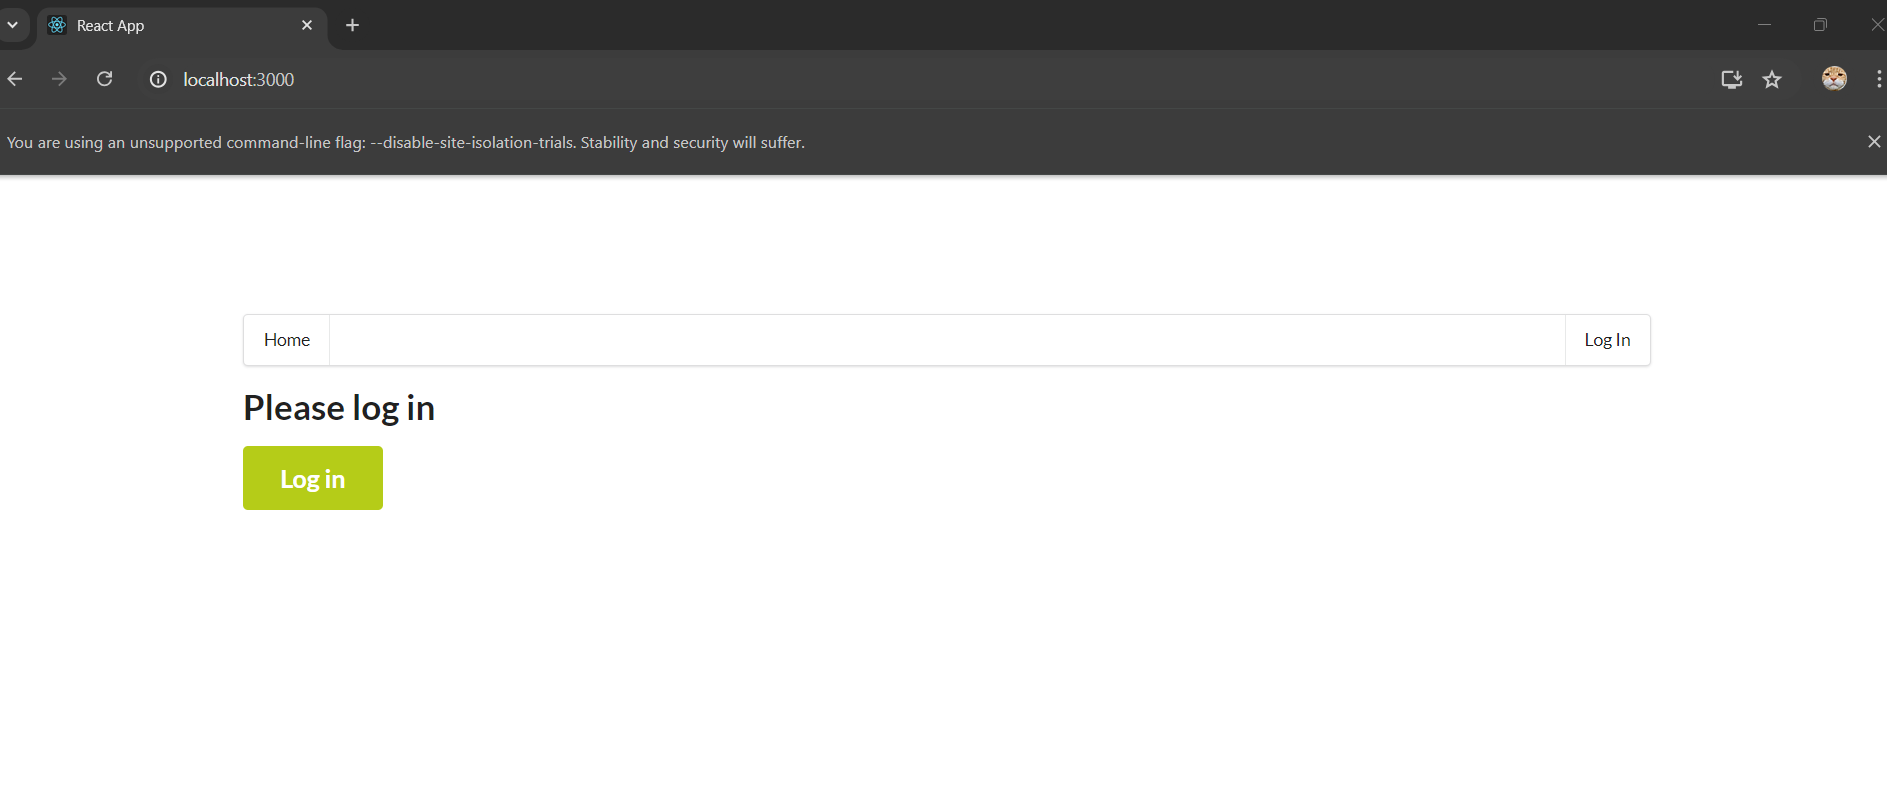 React App
localhost:3000
You are using an unsupported command-line flag: --disable-site-isolation-trials. Stability and security will suffer.
Home
Log In
Please log in
Log in